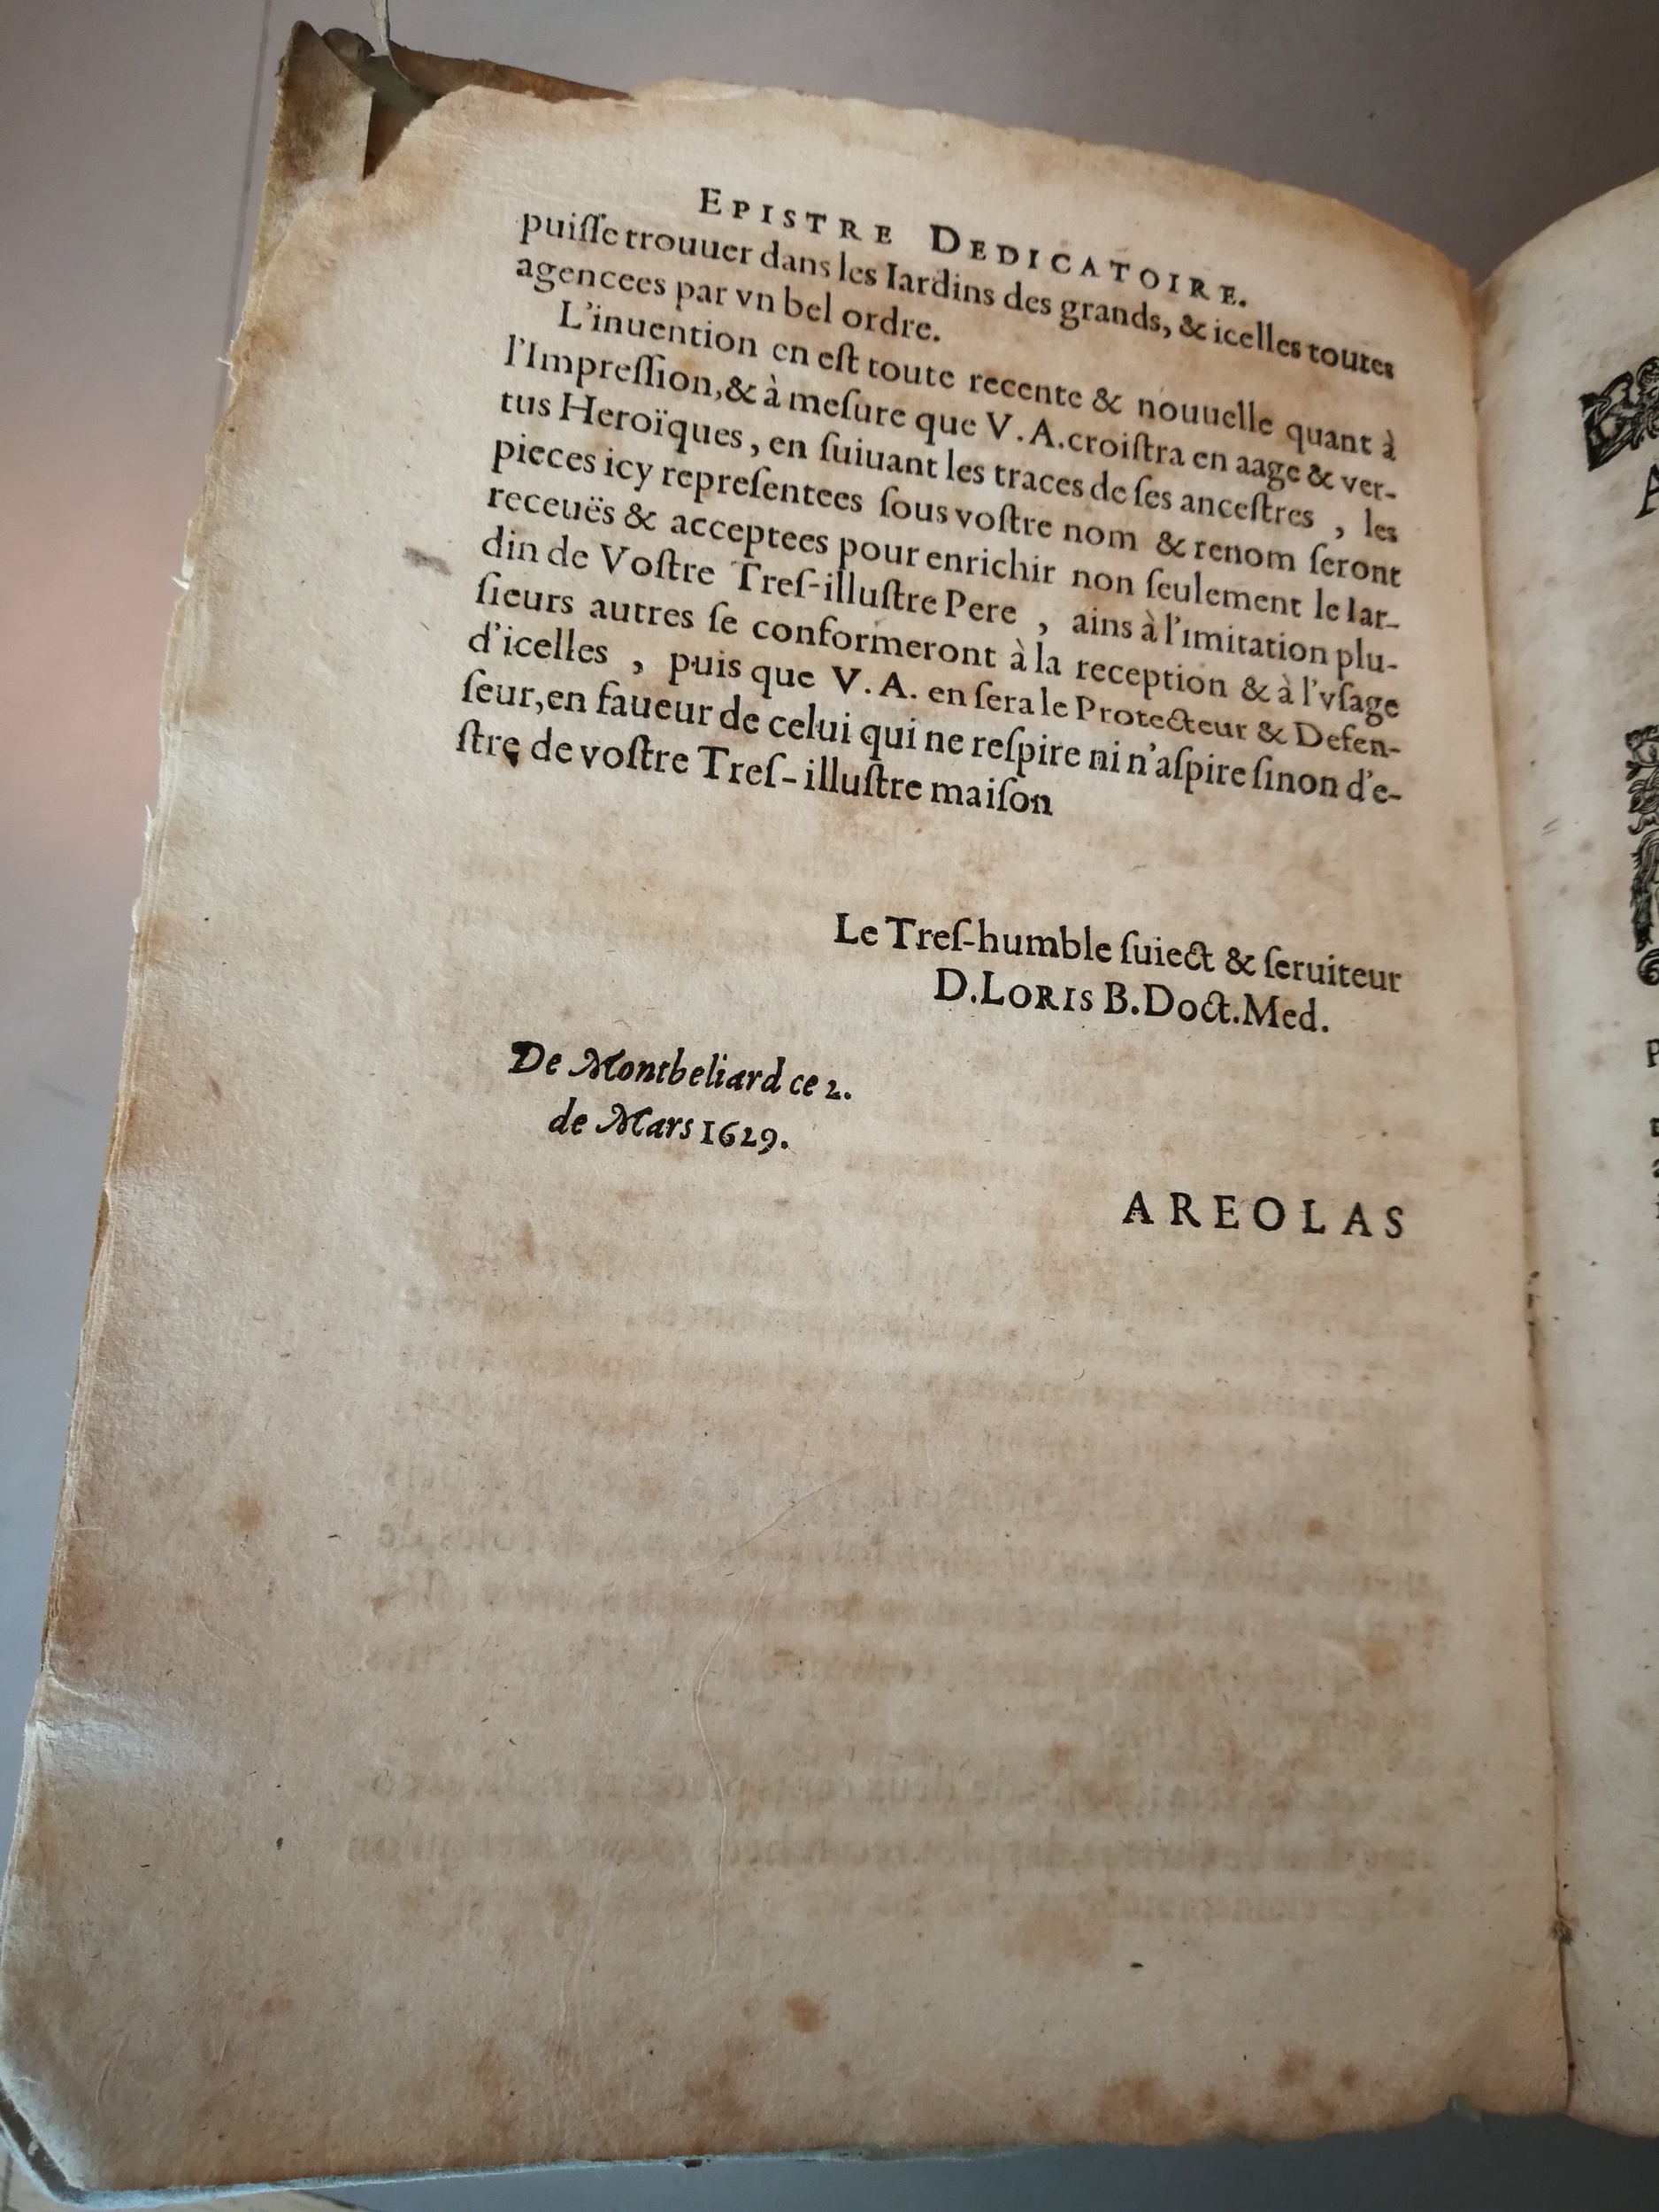 EPISTRE DEDICATOIRE.
puiſſe trouuer dans les Iardins des grands, & icelles toutes
agencees par vn bel ordre.
L'inuention en eſt toute recente & nouuelle quant à
l'Impreſſion,& à meſure que V.A.croiſtra en aage & ver-
tus Heroïques, en ſuiuant les traces de ſes anceſtres, les
pieces icy repreſentees ſous voſtre nom & renom ſeront
receuës & acceptees pour enrichir non ſeulement le Iar-
din de Voſtre Treſ-illuſtre Pere, ains à l'imitation plu-
ſieurs autres ſe conformeront à la reception & à l'vſage
d'icelles, puis que V.A. en ſera le Protecteur & Defen-
ſeur,en faueur de celui qui ne reſpire ni n'aſpire ſinon d'e-
ſtre de voſtre Treſ-illuſtre maiſon
Le Treſ-humble ſuiect & ſeruiteur
D.LORIS B.Doct.Med.
De Montbeliard ce 2.
de Mars 1629.
AREOLAS